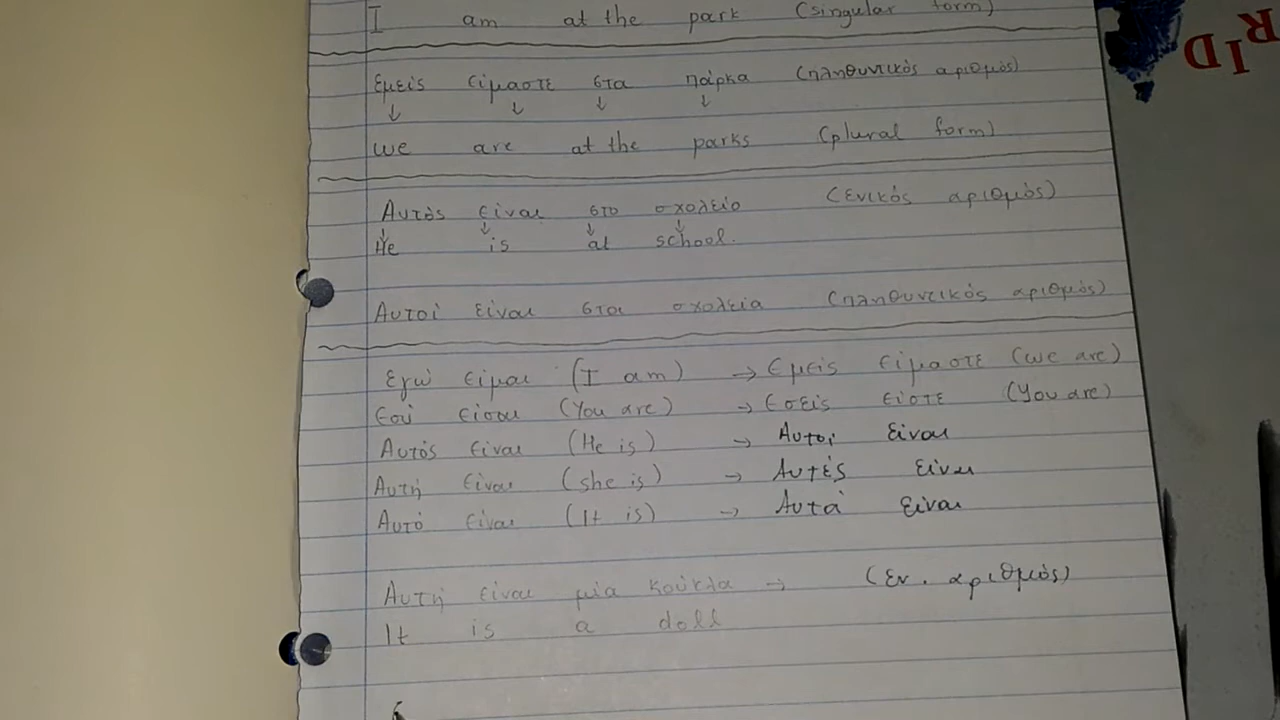 I am at the park (singular form)
Εμείς είμαστε στα πάρκα (πληθυντικός αριθμός)
↓ ↓ ↓ ↓
we are at the parks (plural form)
Αυτός είναι στο σχολείο (Ενικός αριθμός)
↓ ↓ ↓ ↓
He is at school.
Αυτοί είναι στα σχολεία (πληθυντικός αριθμός)
Εγώ είμαι (I am) → Εμείς είμαστε (we are)
Εσύ είσαι (You are) → Εσείς είστε (You are)
Αυτός είναι (He is) → Αυτοί είναι
Αυτή είναι (she is) → Αυτές είναι
Αυτό είναι (It is) → Αυτά είναι
Αυτή είναι μία κούκλα → (Εν. αριθμός)
It is a doll